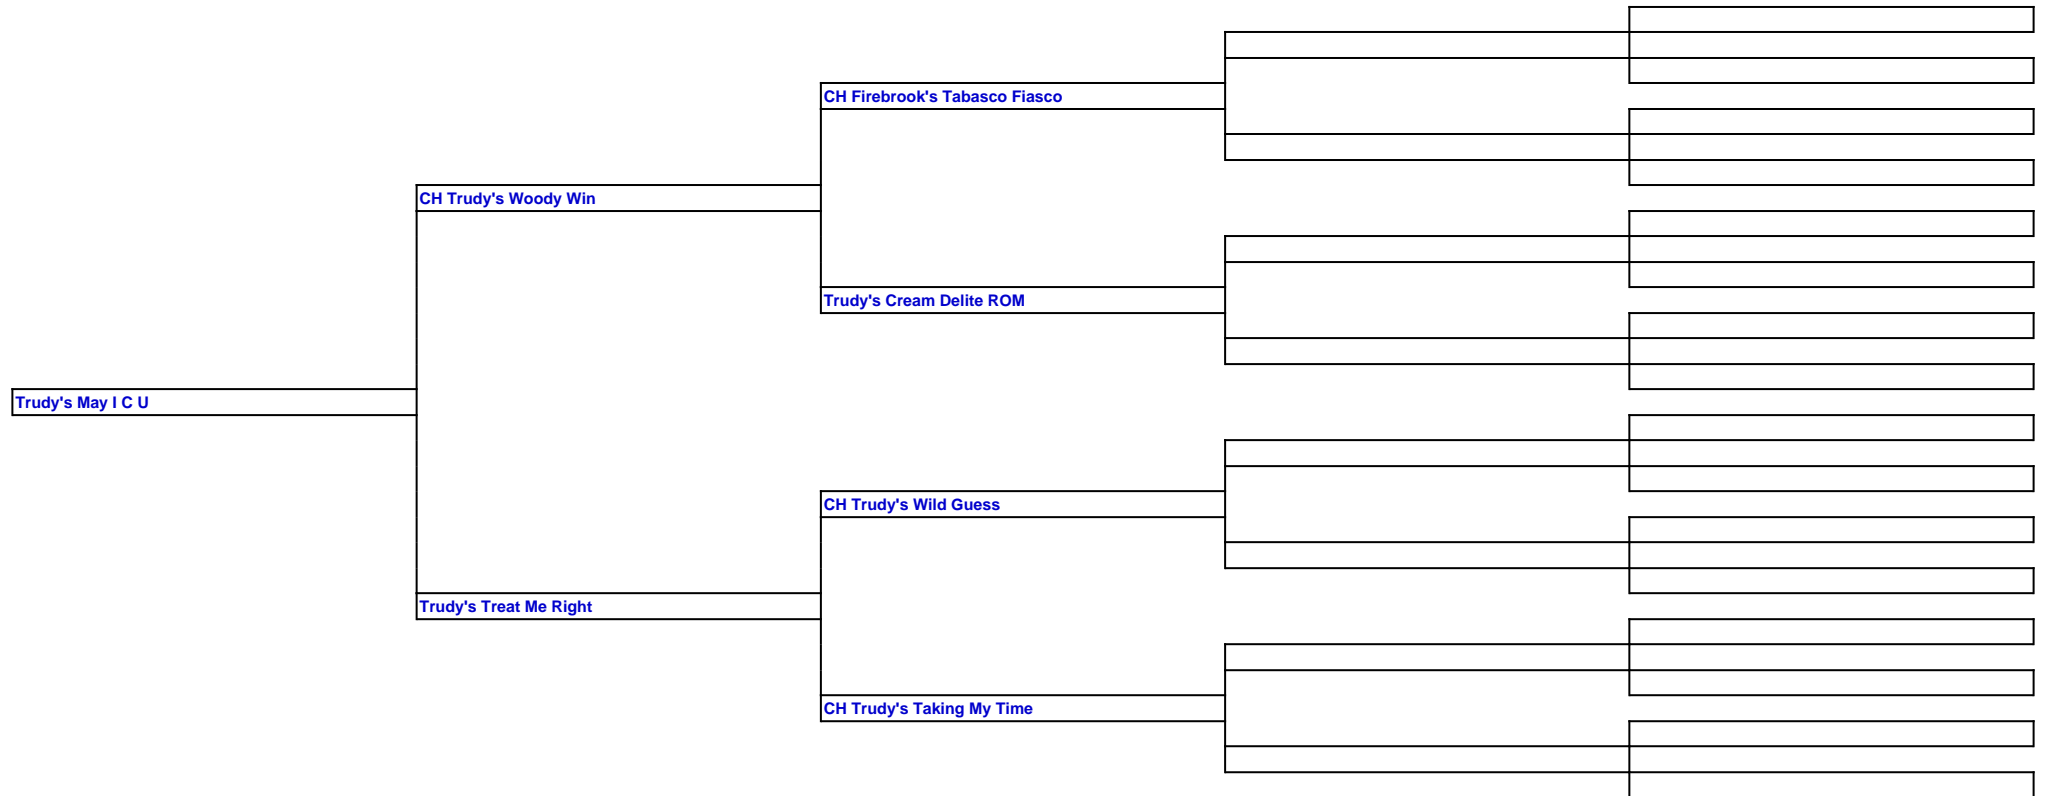 CH Firebrook's Tabasco Fiasco
CH Trudy's Woody Win
Trudy's Cream Delite ROM
Trudy's May I C U
CH Trudy's Wild Guess
Trudy's Treat Me Right
CH Trudy's Taking My Time